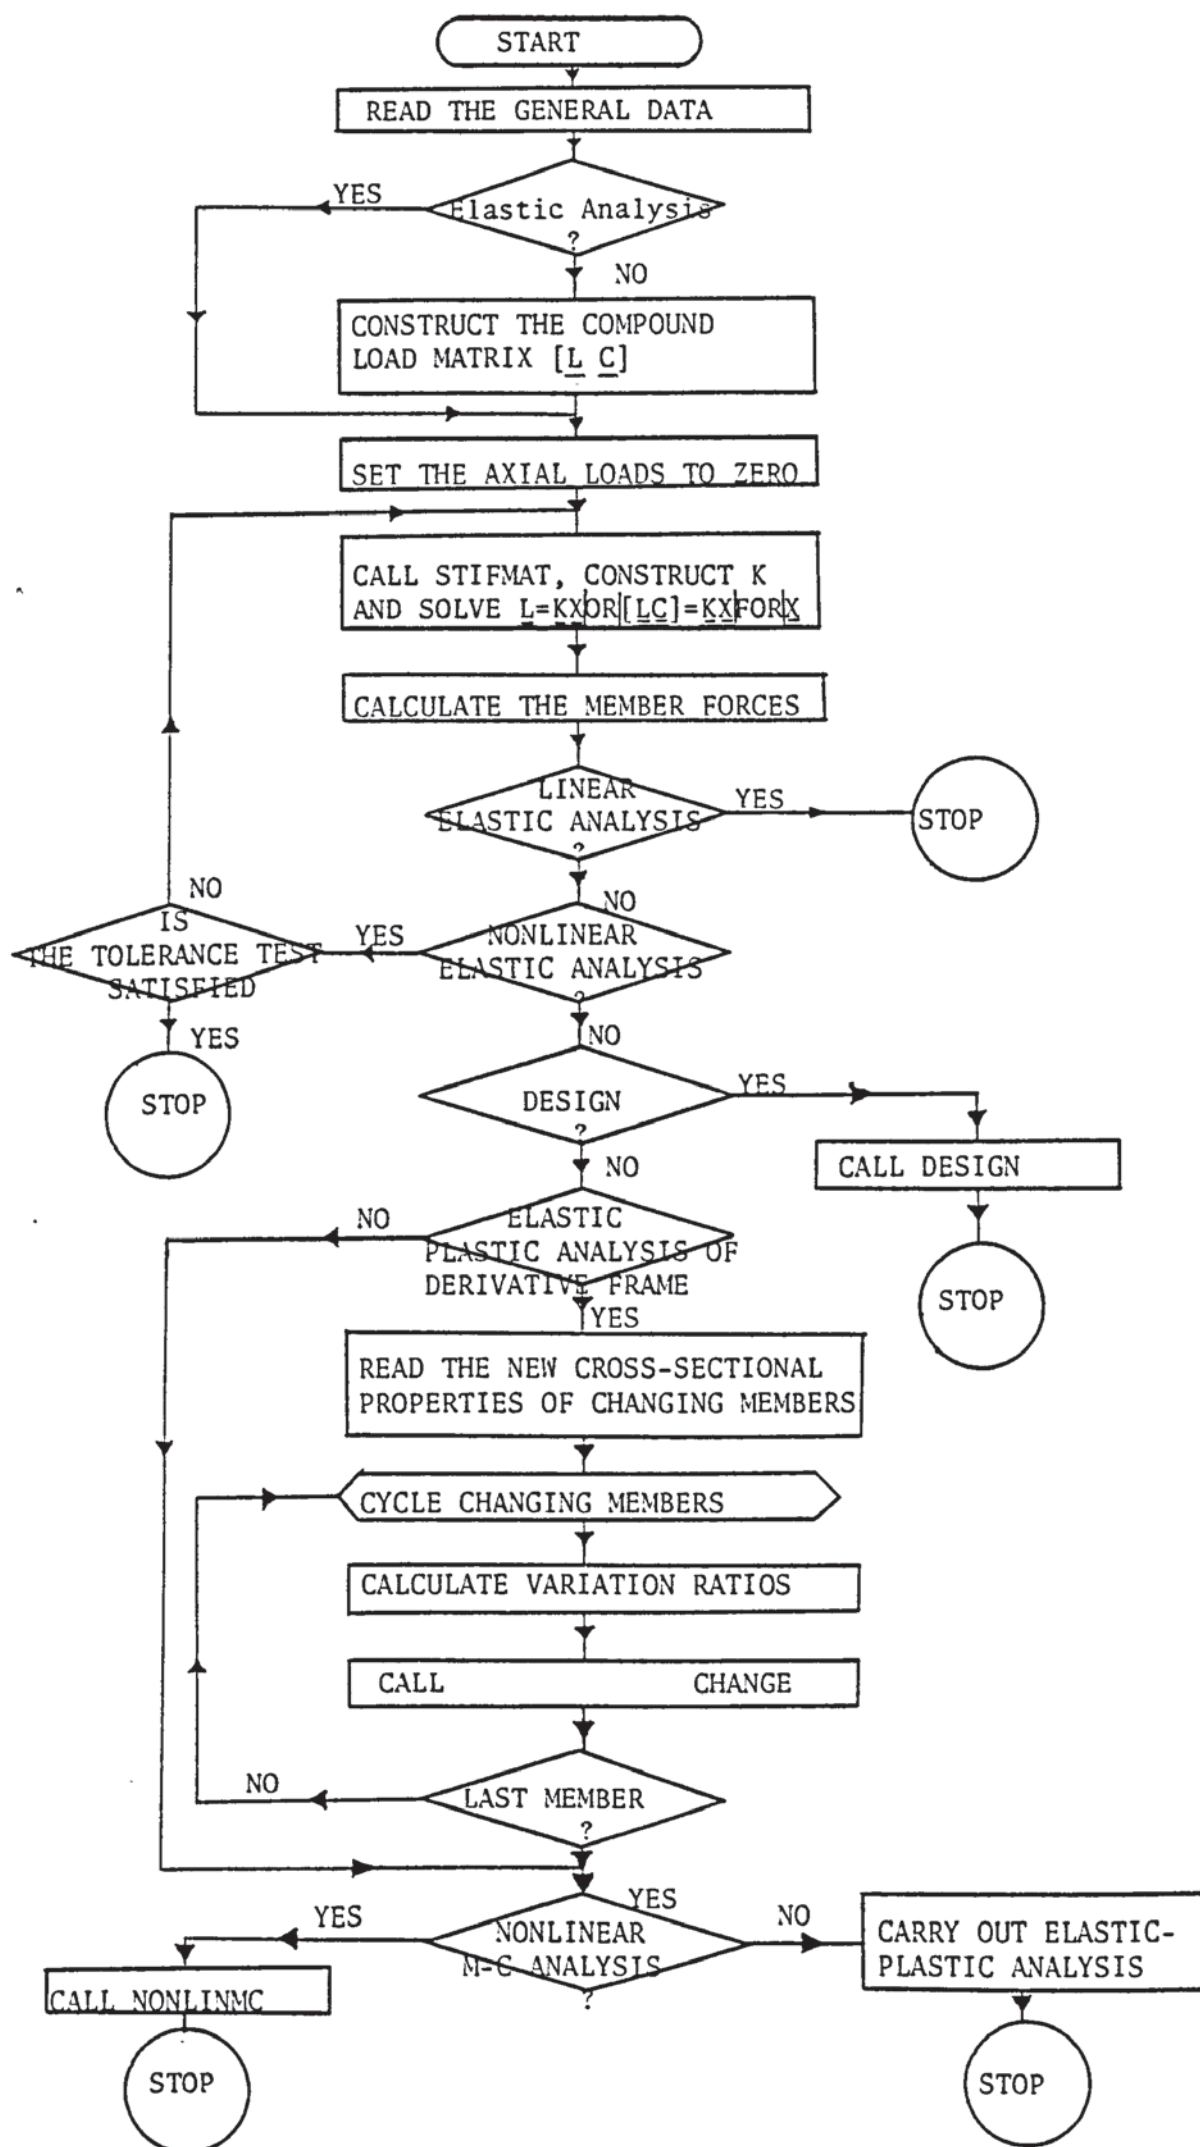 START
READ THE GENERAL DATA
YES
Elastic Analysis
?
NO
CONSTRUCT THE COMPOUND
LOAD MATRIX [L C]
SET THE AXIAL LOADS TO ZERO
CALL STIFMAT, CONSTRUCT K
AND SOLVE L=KX OR [LC]=KX FOR X
CALCULATE THE MEMBER FORCES
LINEAR
ELASTIC ANALYSIS
?
YES
STOP
NO
NONLINEAR
ELASTIC ANALYSIS
?
YES
NO
IS
THE TOLERANCE TEST
SATISFIED
YES
STOP
NO
DESIGN
?
YES
CALL DESIGN
STOP
NO
ELASTIC
PLASTIC ANALYSIS OF
DERIVATIVE FRAME
NO
YES
READ THE NEW CROSS-SECTIONAL
PROPERTIES OF CHANGING MEMBERS
CYCLE CHANGING MEMBERS
CALCULATE VARIATION RATIOS
CALL CHANGE
NO
LAST MEMBER
?
YES
YES
NONLINEAR
M-C ANALYSIS
?
NO
CARRY OUT ELASTIC-
PLASTIC ANALYSIS
CALL NONLINMC
STOP
STOP